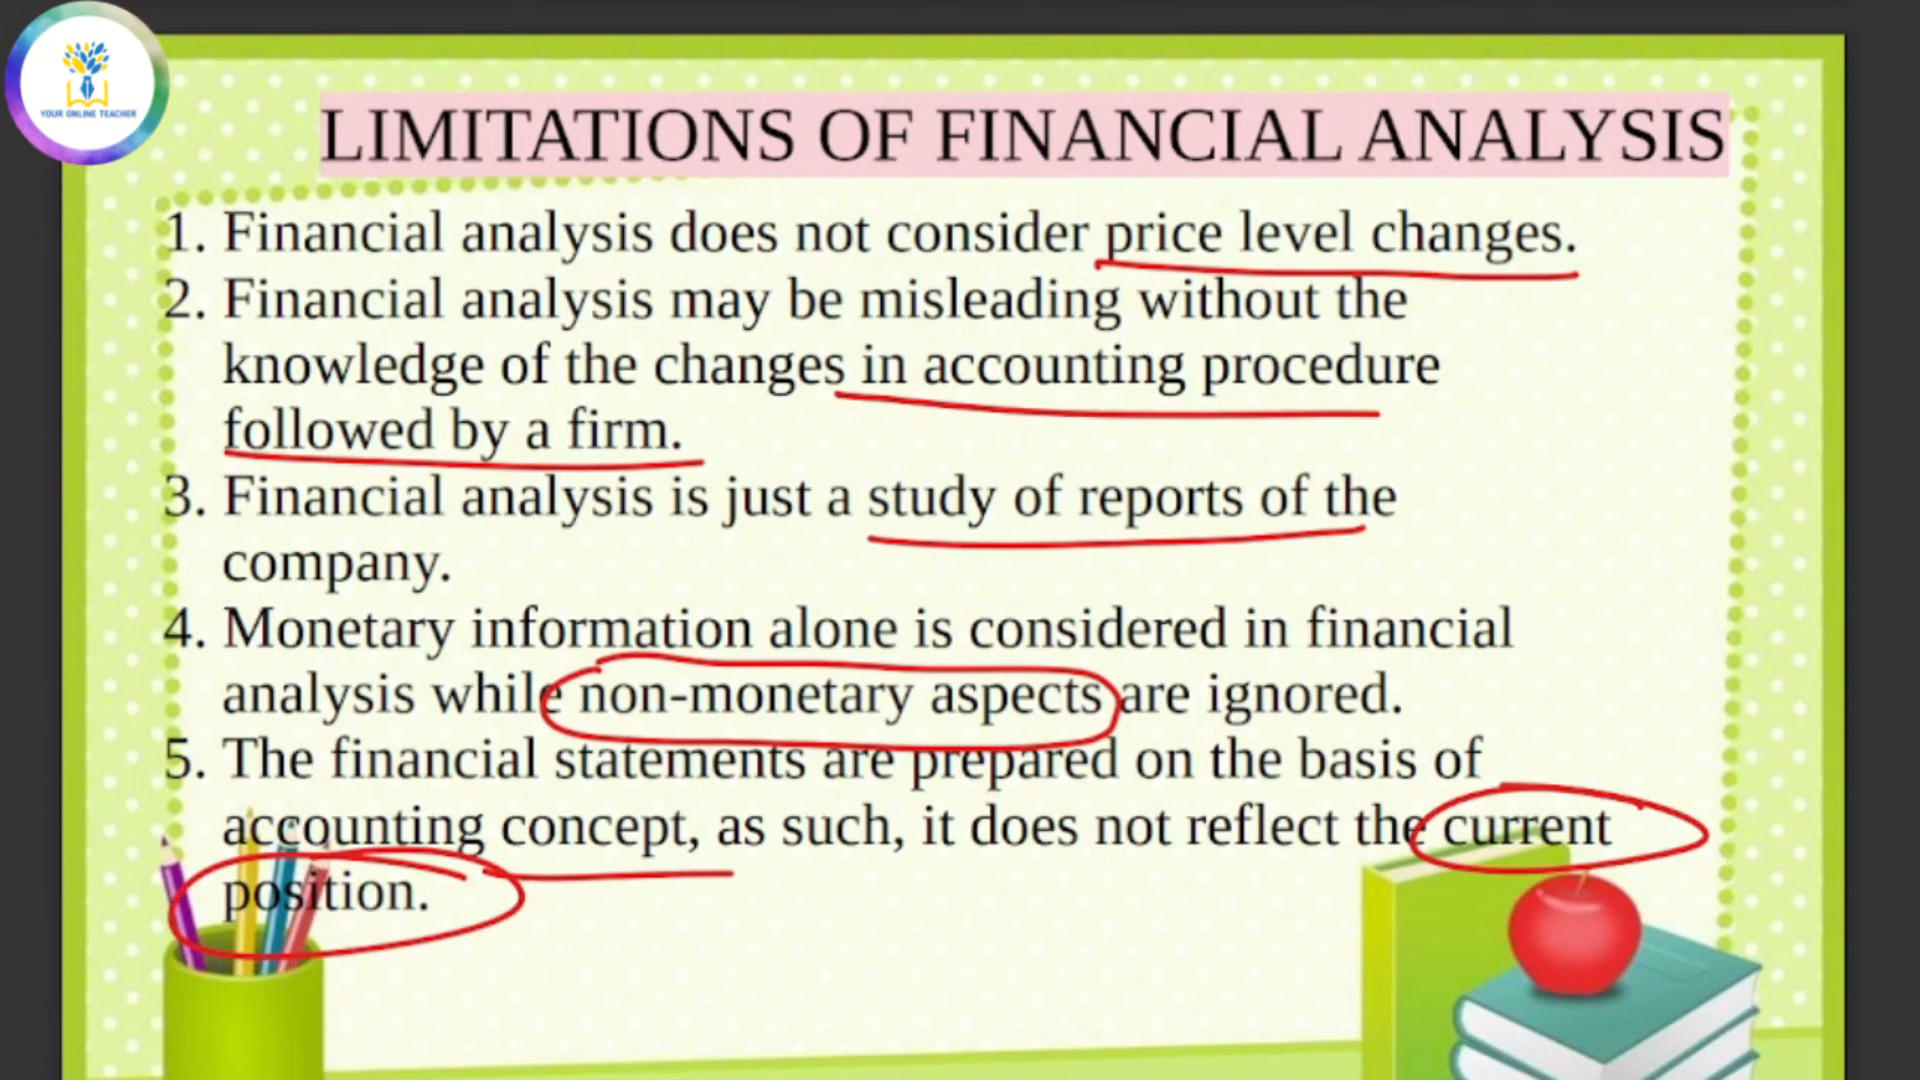 YOUR ONLINE TEACHER
LIMITATIONS OF FINANCIAL ANALYSIS
1. Financial analysis does not consider price level changes.
2. Financial analysis may be misleading without the
knowledge of the changes in accounting procedure
followed by a firm.
3. Financial analysis is just a study of reports of the
company.
4. Monetary information alone is considered in financial
analysis while non-monetary aspects are ignored.
5. The financial statements are prepared on the basis of
accounting concept, as such, it does not reflect the current
position.